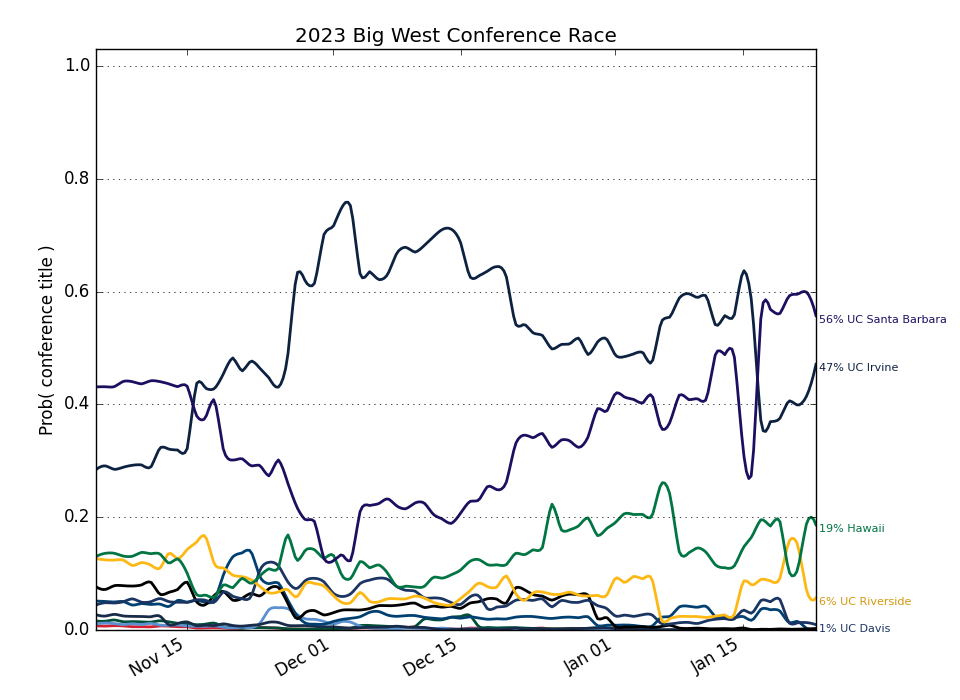 2023 Big West Conference Race
Prob( conference title )
1.0
0.8
0.6
0.4
0.2
0.0
56% UC Santa Barbara
47% UC Irvine
19% Hawaii
6% UC Riverside
1% UC Davis
Nov 15
Dec 01
Dec 15
Jan 01
Jan 15